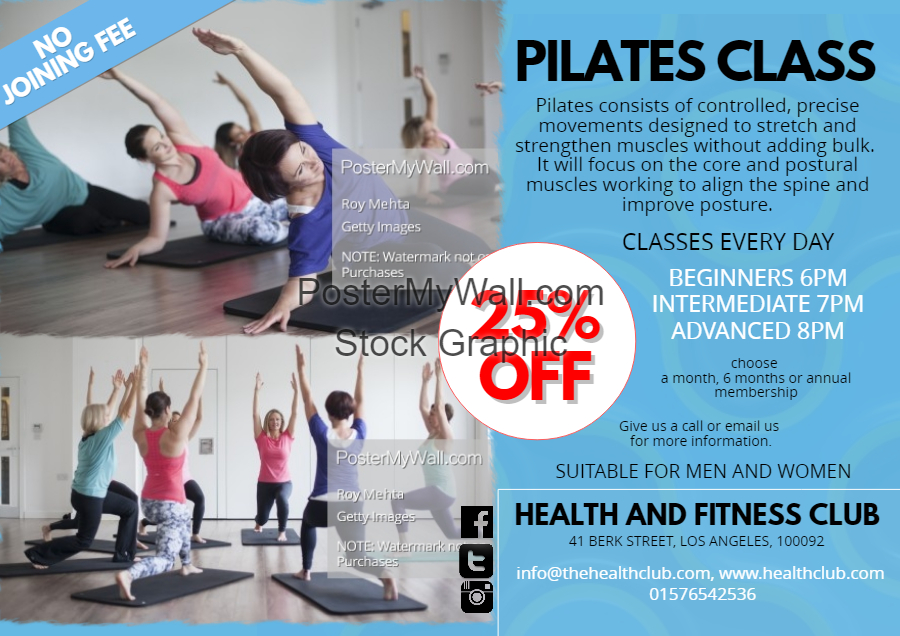 NO
JOINING FEE
PILATES CLASS
Pilates consists of controlled, precise
movements designed to stretch and
strengthen muscles without adding bulk.
It will focus on the core and postural
muscles working to align the spine and
improve posture.
CLASSES EVERY DAY
BEGINNERS 6PM
INTERMEDIATE 7PM
ADVANCED 8PM
choose
a month, 6 months or annual
membership
Give us a call or email us
for more information.
SUITABLE FOR MEN AND WOMEN
HEALTH AND FITNESS CLUB
41 BERK STREET, LOS ANGELES, 100092
info@thehealthclub.com, www.healthclub.com
01576542536
25%
OFF
PosterMyWall.com
Stock Graphic
PosterMyWall.com
Roy Mehta
Getty Images
NOTE: Watermark not
Purchases
PosterMyWall.com
Roy Mehta
Getty Images
NOTE: Watermark
Purchases